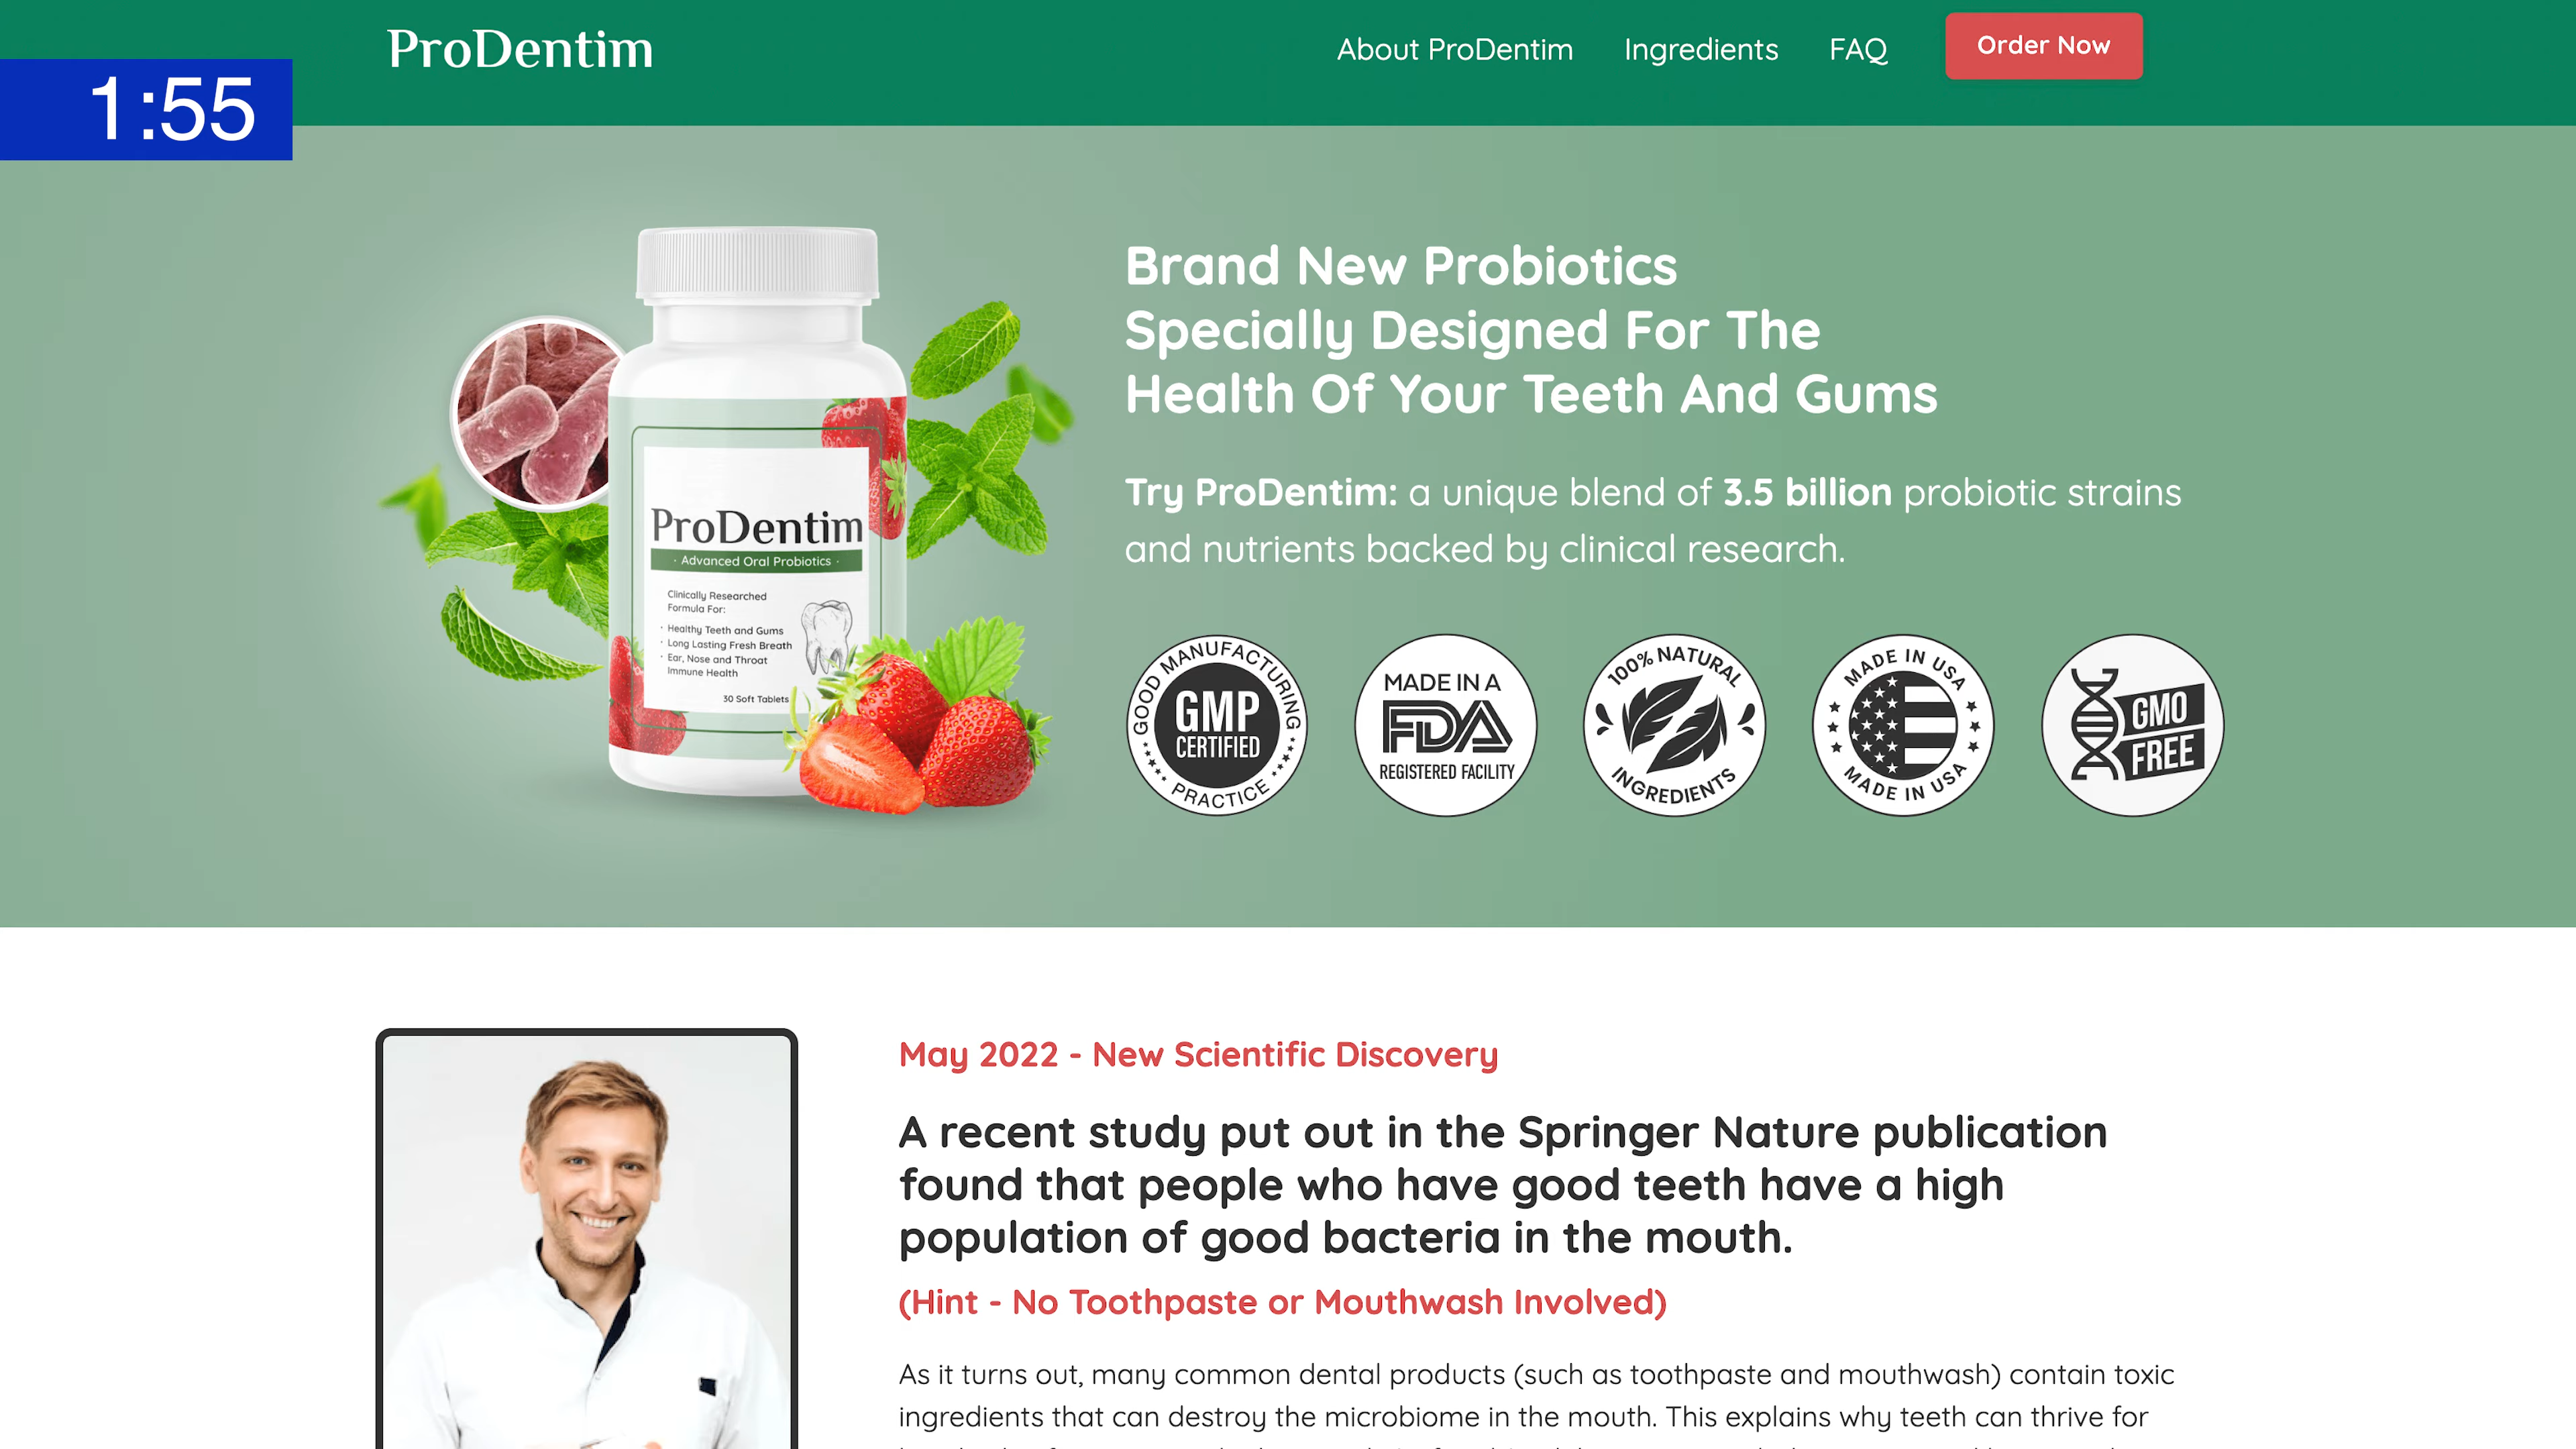 ProDentim
About ProDentim
Ingredients
FAQ
Order Now
1:55
Brand New Probiotics
Specially Designed For The
Health Of Your Teeth And Gums
Try ProDentim: a unique blend of 3.5 billion probiotic strains
and nutrients backed by clinical research.
ProDentim
· Advanced Oral Probiotics ·
Clinically Researched
Formula For:
· Healthy Teeth and Gums
· Long Lasting Fresh Breath
· Ear, Nose and Throat
Immune Health
30 Soft Tablets
GOOD MANUFACTURING
GMP
CERTIFIED
PRACTICE
MADE IN A
FDA
REGISTERED FACILITY
100% NATURAL
INGREDIENTS
MADE IN USA
MADE IN USA
GMO
FREE
May 2022 - New Scientific Discovery
A recent study put out in the Springer Nature publication
found that people who have good teeth have a high
population of good bacteria in the mouth.
(Hint - No Toothpaste or Mouthwash Involved)
As it turns out, many common dental products (such as toothpaste and mouthwash) contain toxic
ingredients that can destroy the microbiome in the mouth. This explains why teeth can thrive for